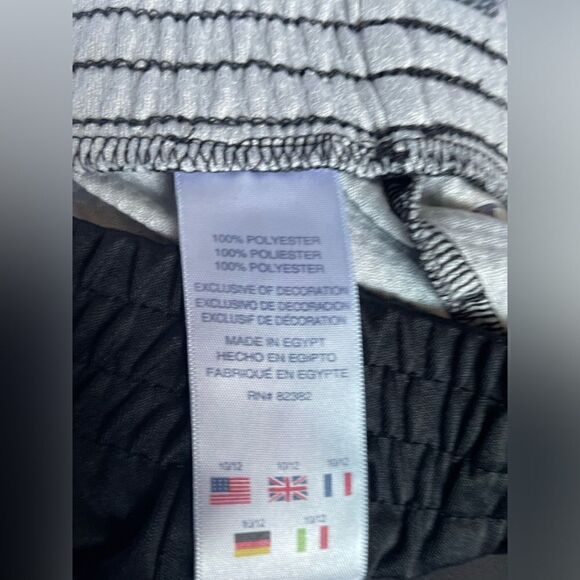 100% POLYESTER
100% POLIESTER
100% POLYESTER
EXCLUSIVE OF DECORATION
EXCLUSINO DE DECORACION
EXCLUSIF DE DÉCORATION
MADE IN EGYPT
HECHO EN EGIPTO
FABRIQUÉ EN EGYPTE
RN# 82382
10/12 10/12 10/12
10/12 10/12